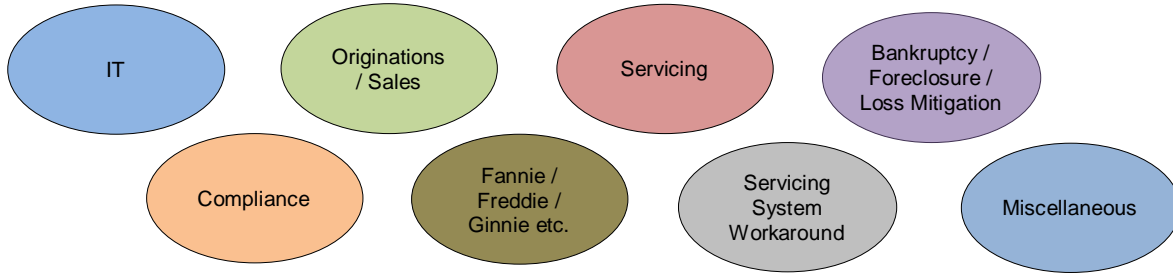 IT
Originations
/ Sales
Servicing
Bankruptcy /
Foreclosure /
Loss Mitigation
Compliance
Fannie /
Freddie /
Ginnie etc.
Servicing
System
Workaround
Miscellaneous